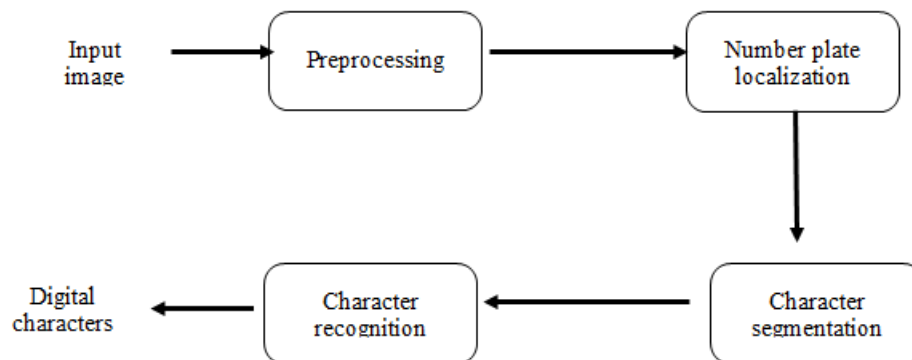 Input
image
Preprocessing
Number plate
localization
Character
segmentation
Character
recognition
Digital
characters